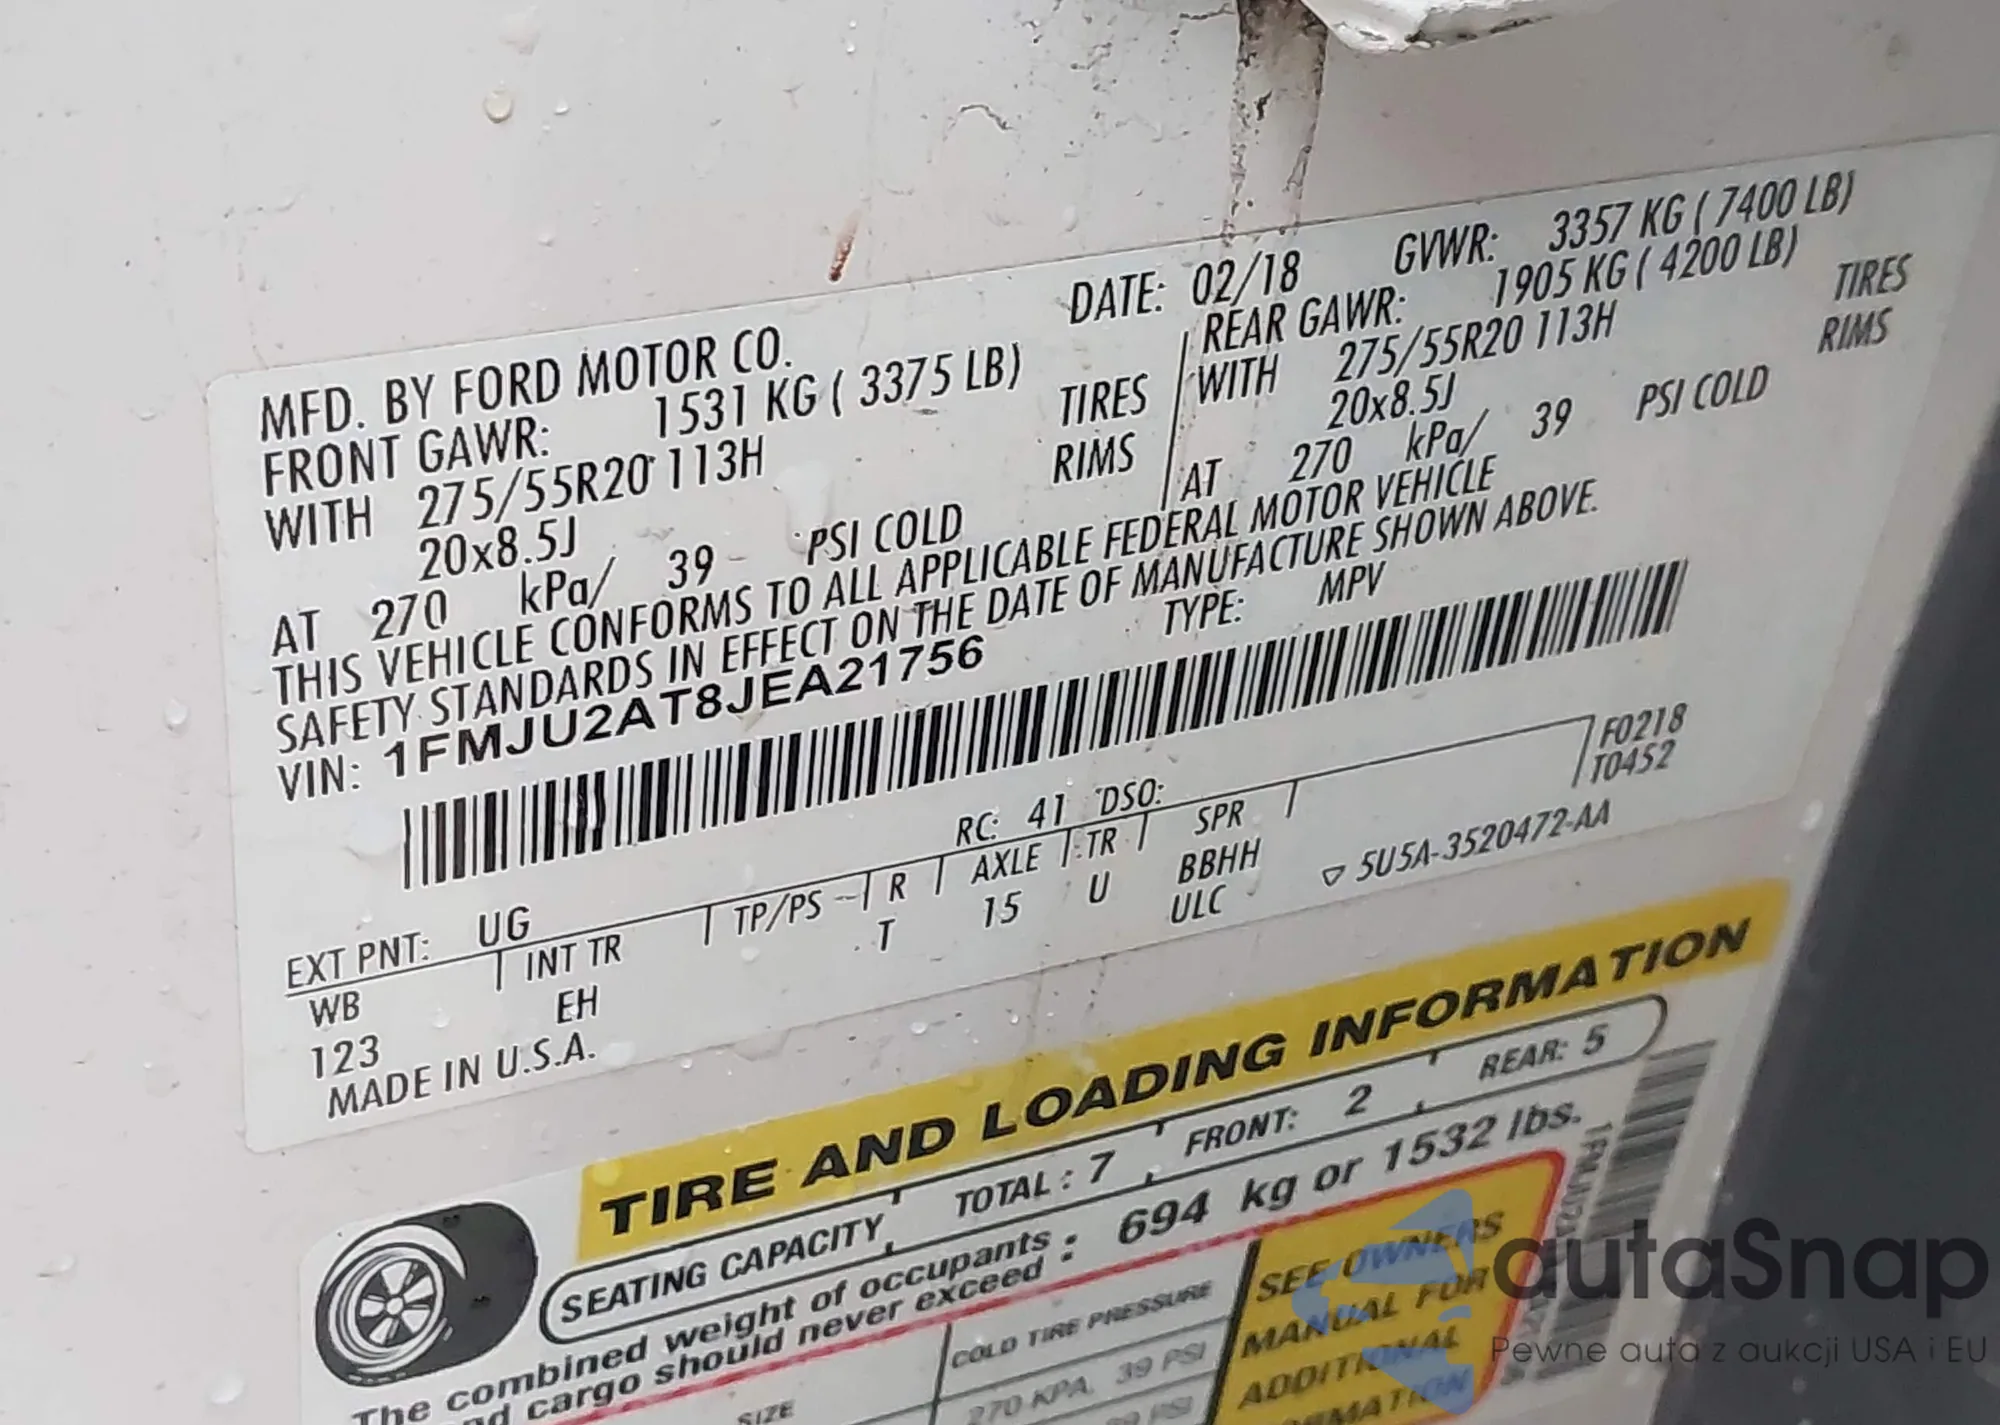 MFD. BY FORD MOTOR CO.
DATE: 02/18 GVWR: 3357 KG ( 7400 LB)
FRONT GAWR: 1531 KG ( 3375 LB)
REAR GAWR: 1905 KG ( 4200 LB)
WITH 275/55R20 113H TIRES
WITH 275/55R20 113H TIRES
20x8.5J RIMS
20x8.5J RIMS
AT 270 kPa/ 39 PSI COLD
AT 270 kPa/ 39 PSI COLD
THIS VEHICLE CONFORMS TO ALL APPLICABLE FEDERAL MOTOR VEHICLE
SAFETY STANDARDS IN EFFECT ON THE DATE OF MANUFACTURE SHOWN ABOVE.
VIN: 1FMJU2AT8JEA21756
TYPE: MPV
F0218
T0452
EXT PNT: UG RC: 41 DSO:
WB INT TR TP/PS R AXLE TR SPR
123 EH T 15 U BBHH
ULC
MADE IN U.S.A.
5U5A-3520472-AA
TIRE AND LOADING INFORMATION
SEATING CAPACITY TOTAL : 7 FRONT: 2 REAR: 5
The combined weight of occupants : 694 kg or 1532 lbs.
and cargo should never exceed :
SIZE COLD TIRE PRESSURE
270 KPA, 39 PSI
39 PSI
SEE OWNERS
MANUAL FOR
ADDITIONAL
INFORMATION
autaSnap
Pewne auta z aukcji USA i EU